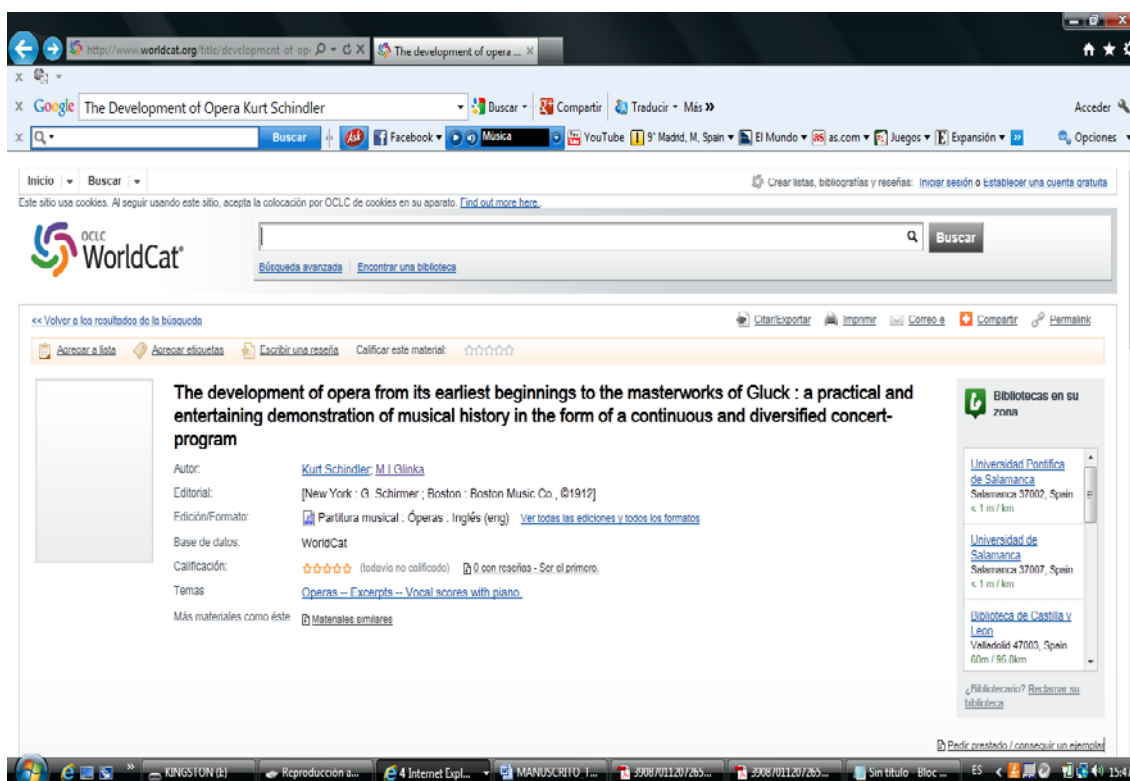 http://www.worldcat.org/title/development-of-op
The development of opera ...
Google The Development of Opera Kurt Schindler Buscar Compartir Traducir Más » Acceder
Buscar Ask Facebook Música YouTube 9° Madrid, M, Spain El Mundo as.com Juegos Expansión Opciones
Inicio Buscar Crear listas, bibliografías y reseñas: Iniciar sesión o Establecer una cuenta gratuita
Este sitio usa cookies. Al seguir usando este sitio, acepta la colocación por OCLC de cookies en su aparato. Find out more here.
OCLC
WorldCat®
Buscar
Búsqueda avanzada Encontrar una biblioteca
<< Volver a los resultados de la búsqueda Citar/Exportar Imprimir Correo e Compartir Permalink
Agregar a lista Agregar etiquetas Escribir una reseña Calificar este material:
The development of opera from its earliest beginnings to the masterworks of Gluck : a practical and
entertaining demonstration of musical history in the form of a continuous and diversified concert-
program
Autor: Kurt Schindler; M I Glinka
Editorial: [New York : G. Schirmer ; Boston : Boston Music Co., ©1912]
Edición/Formato: Partitura musical : Óperas : Inglés (eng) Ver todas las ediciones y todos los formatos
Base de datos: WorldCat
Calificación: (todavía no calificado) 0 con reseñas - Ser el primero.
Temas Operas -- Excerpts -- Vocal scores with piano.
Más materiales como éste Materiales similares
Bibliotecas en su
zona
Universidad Pontifica
de Salamanca
Salamanca 37002, Spain
< 1 m / km
Universidad de
Salamanca
Salamanca 37007, Spain
< 1 m / km
Biblioteca de Castilla y
Leon
Valladolid 47003, Spain
60m / 95.8km
¿Bibliotecario? Reclamar su
biblioteca
Pedir prestado / conseguir un ejemplar
KINGSTON (E:) Reproducción a... 4 Internet Expl... MANUSCRITO_T... 39087011207265... 39087011207265... Sin título - Bloc ... ES